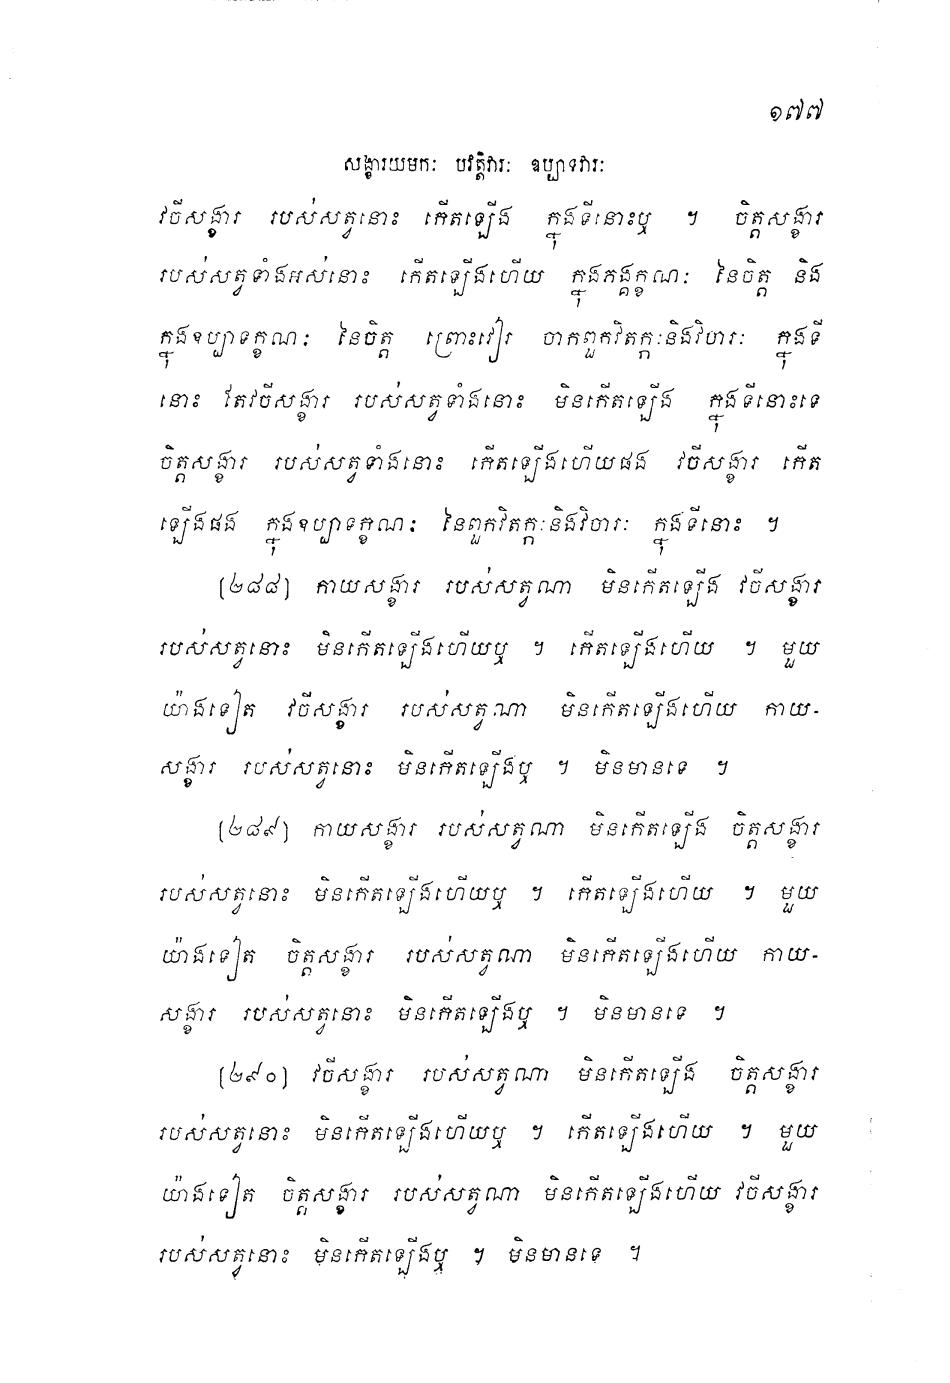 ១៧៧
សង្ខារយមកៈ បវត្តិវារៈ ឧប្បាទវារៈ
វចីសង្ខារ របស់សត្វនោះ កើតឡើង ក្នុងទីនោះឬ ។ ចិត្តសង្ខារ
របស់សត្វទាំងអស់នោះ កើតឡើងហើយ ក្នុងភង្គក្ខណៈ នៃចិត្ត និង
ក្នុងឧប្បាទក្ខណៈ នៃចិត្ត ព្រោះវៀរ ចាកពួកវិតក្កៈនិងវិចារៈ ក្នុងទី
នោះ តែវចីសង្ខារ របស់សត្វទាំងនោះ មិនកើតឡើង ក្នុងទីនោះទេ
ចិត្តសង្ខារ របស់សត្វទាំងនោះ កើតឡើងហើយផង វចីសង្ខារ កើត
ឡើងផង ក្នុងឧប្បាទក្ខណៈ នៃពួកវិតក្កៈនិងវិចារៈ ក្នុងទីនោះ ។
[២៨៨] កាយសង្ខារ របស់សត្វណា មិនកើតឡើង វចីសង្ខារ
របស់សត្វនោះ មិនកើតឡើងហើយឬ ។ កើតឡើងហើយ ។ មួយ
យ៉ាងទៀត វចីសង្ខារ របស់សត្វណា មិនកើតឡើងហើយ កាយ-
សង្ខារ របស់សត្វនោះ មិនកើតឡើងឬ ។ មិនមានទេ ។
[២៨៩] កាយសង្ខារ របស់សត្វណា មិនកើតឡើង ចិត្តសង្ខារ
របស់សត្វនោះ មិនកើតឡើងហើយឬ ។ កើតឡើងហើយ ។ មួយ
យ៉ាងទៀត ចិត្តសង្ខារ របស់សត្វណា មិនកើតឡើងហើយ កាយ-
សង្ខារ របស់សត្វនោះ មិនកើតឡើងឬ ។ មិនមានទេ ។
[២៩០] វចីសង្ខារ របស់សត្វណា មិនកើតឡើង ចិត្តសង្ខារ
របស់សត្វនោះ មិនកើតឡើងហើយឬ ។ កើតឡើងហើយ ។ មួយ
យ៉ាងទៀត ចិត្តសង្ខារ របស់សត្វណា មិនកើតឡើងហើយ វចីសង្ខារ
របស់សត្វនោះ មិនកើតឡើងឬ ។ មិនមានទេ ។